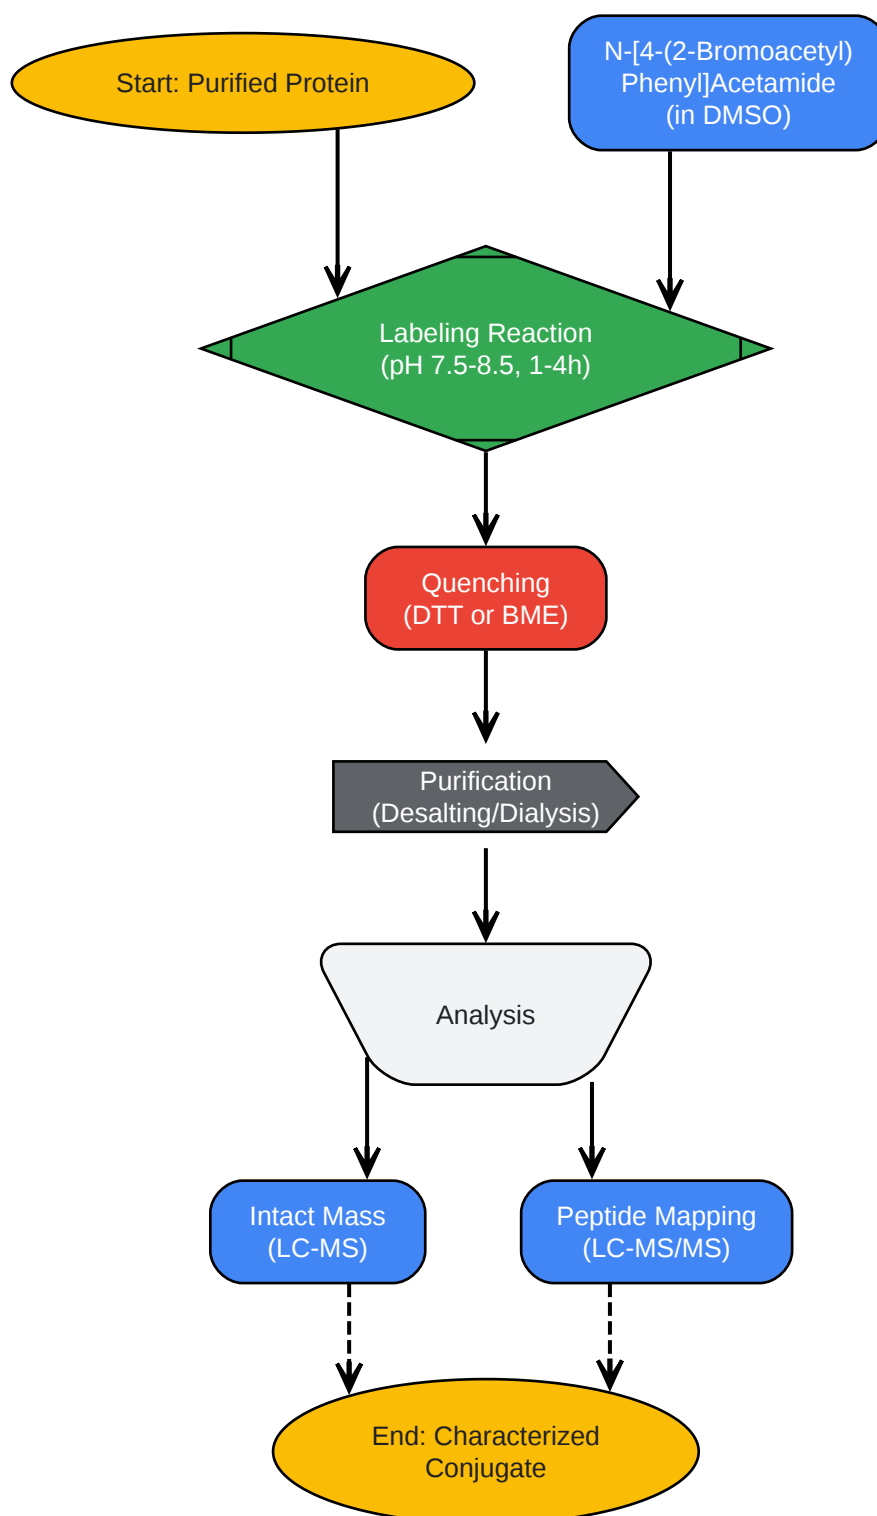 Start: Purified Protein
N-[4-(2-Bromoacetyl)
Phenyl]Acetamide
(in DMSO)
Labeling Reaction
(pH 7.5-8.5, 1-4h)
Quenching
(DTT or BME)
Purification
(Desalting/Dialysis)
Analysis
Intact Mass
(LC-MS)
Peptide Mapping
(LC-MS/MS)
End: Characterized
Conjugate